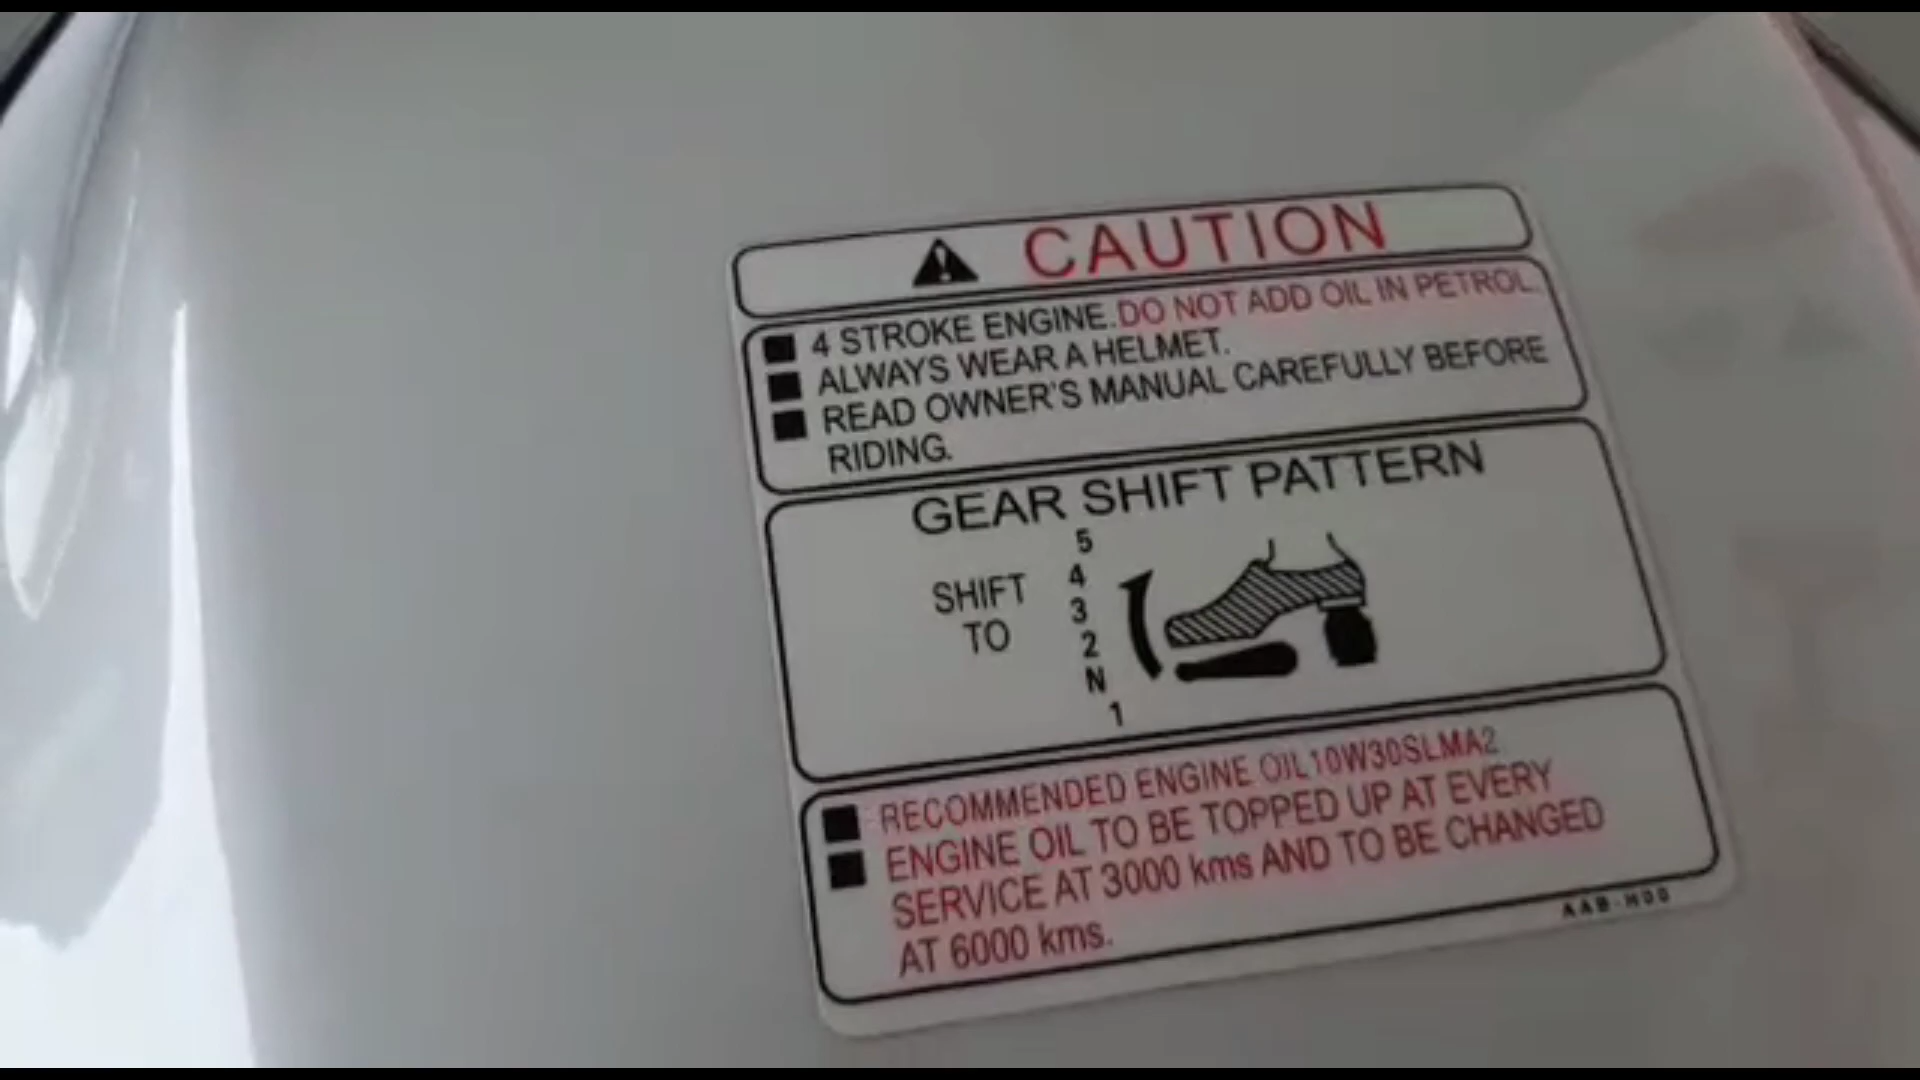 CAUTION
4 STROKE ENGINE. DO NOT ADD OIL IN PETROL.
ALWAYS WEAR A HELMET.
READ OWNER'S MANUAL CAREFULLY BEFORE
RIDING.
GEAR SHIFT PATTERN
SHIFT
TO
5
4
3
2
N
1
RECOMMENDED ENGINE OIL10W30SLMA2
ENGINE OIL TO BE TOPPED UP AT EVERY
SERVICE AT 3000 kms AND TO BE CHANGED
AT 6000 kms.
AAB-H00